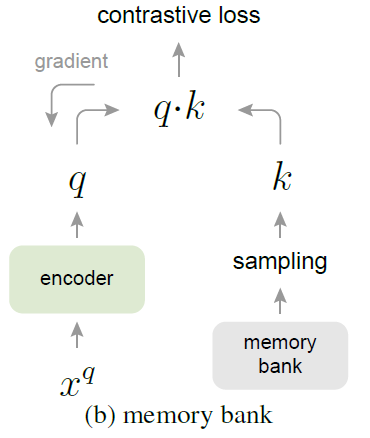 contrastive loss
gradient
q·k
q
k
encoder
sampling
memory
bank
x^q
(b) memory bank